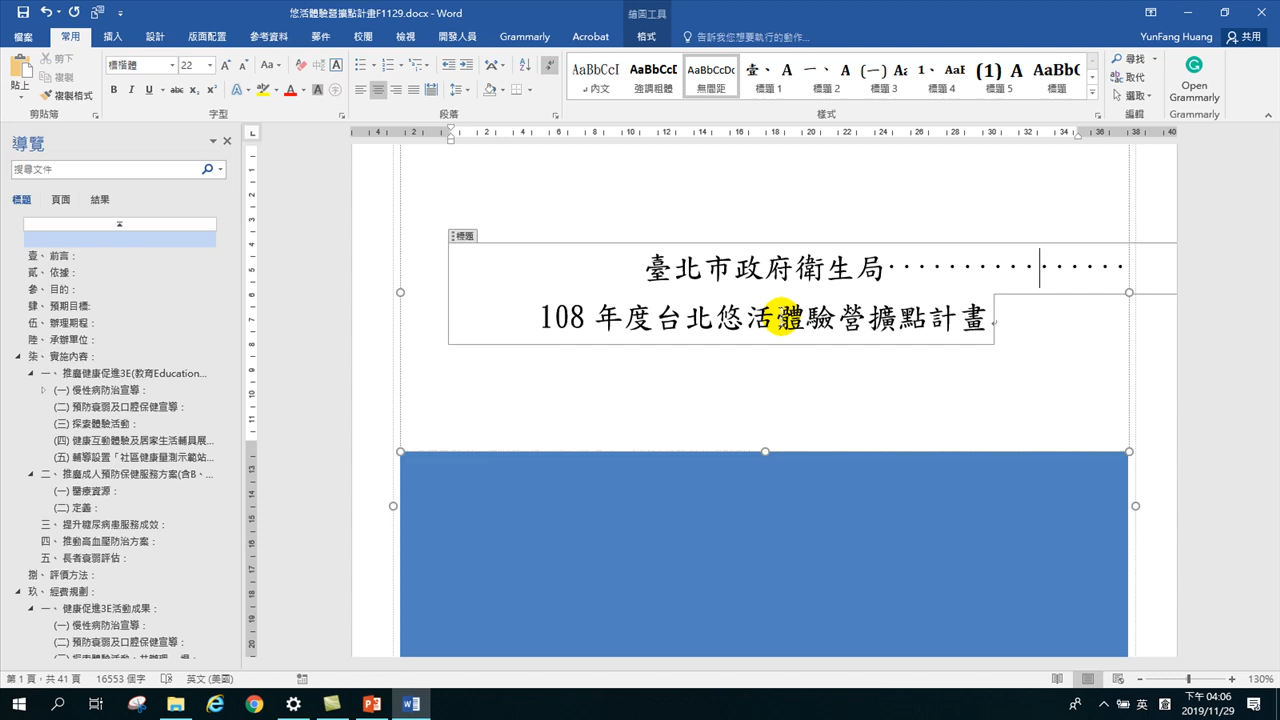 悠活體驗營擴點計畫F1129.docx - Word
繪圖工具
檔案 常用 插入 設計 版面配置 參考資料 郵件 校閱 檢視 開發人員 Grammarly Acrobat 格式 告訴我您想要執行的動作...
YunFang Huang 共用
貼上 剪下 複製 複製格式
標楷體 22
AaBbCcI AaBbCcD AaBbCcDc 壹、 A 一、 A (一) Aa 1、 AaB (1) A AaBbC
內文 強調粗體 無間距 標題 1 標題 2 標題 3 標題 4 標題 5 標題
尋找 取代 選取
Open Grammarly
剪貼簿 字型 段落 樣式 編輯 Grammarly
導覽
搜尋文件
標題 頁面 結果
壹、 前言：
貳、 依據：
參、 目的：
肆、 預期目標:
伍、 辦理期程：
陸、 承辦單位：
柒、 實施內容：
一、 推廣健康促進3E(教育Education...
(一) 慢性病防治宣導：
(二) 預防衰弱及口腔保健宣導：
(三) 探索體驗活動：
(四) 健康互動體驗及居家生活輔具展...
(五) 輔導設置「社區健康量測示範站...
二、 推廣成人預防保健服務方案(含B、...
(一) 醫療資源：
(二) 定義：
三、 提升糖尿病患服務成效：
四、 推動高血壓防治方案：
五、 長者衰弱評估：
捌、 評價方法：
玖、 經費規劃：
一、 健康促進3E活動成果：
(一) 慢性病防治宣導：
(二) 預防衰弱及口腔保健宣導：
標題
臺北市政府衛生局················
108 年度台北悠活體驗營擴點計畫
第 1 頁，共 41 頁 16553 個字 英文 (美國) 130%
英
下午 04:06
2019/11/29